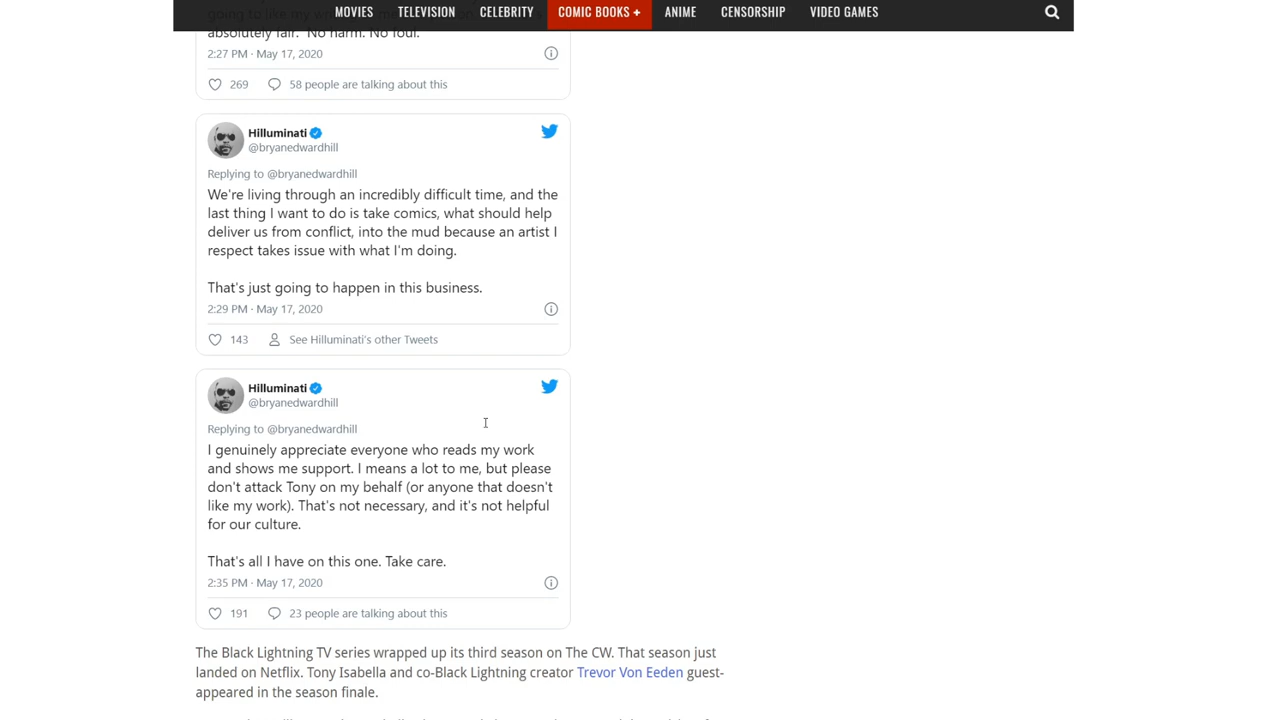 MOVIES TELEVISION CELEBRITY COMIC BOOKS + ANIME CENSORSHIP VIDEO GAMES
absolutely fair. No harm. No foul.
2:27 PM · May 17, 2020
269 58 people are talking about this
Hilluminati
@bryanedwardhill
Replying to @bryanedwardhill
We're living through an incredibly difficult time, and the
last thing I want to do is take comics, what should help
deliver us from conflict, into the mud because an artist I
respect takes issue with what I'm doing.
That's just going to happen in this business.
2:29 PM · May 17, 2020
143 See Hilluminati's other Tweets
Hilluminati
@bryanedwardhill
Replying to @bryanedwardhill
I genuinely appreciate everyone who reads my work
and shows me support. I means a lot to me, but please
don't attack Tony on my behalf (or anyone that doesn't
like my work). That's not necessary, and it's not helpful
for our culture.
That's all I have on this one. Take care.
2:35 PM · May 17, 2020
191 23 people are talking about this
The Black Lightning TV series wrapped up its third season on The CW. That season just
landed on Netflix. Tony Isabella and co-Black Lightning creator Trevor Von Eeden guest-
appeared in the season finale.